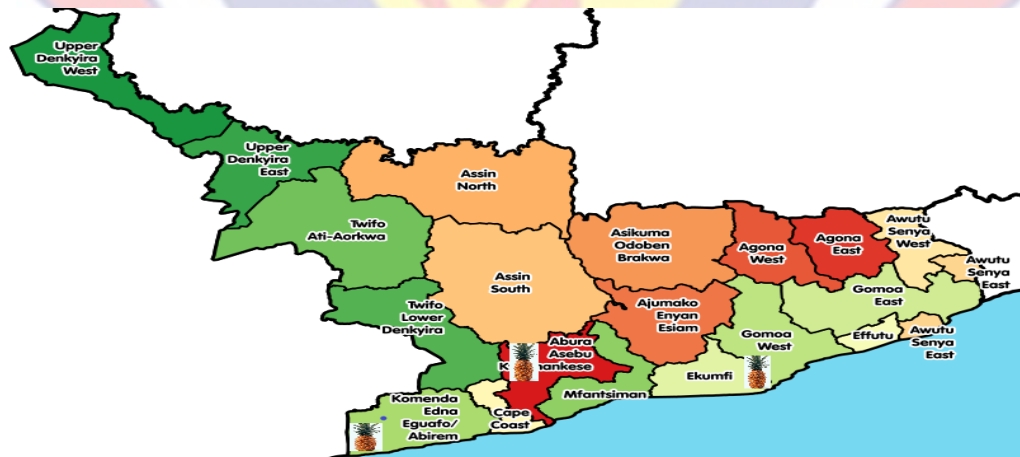 Upper
Denkyira
West
Upper
Denkyira
East
Assin
North
Twifo
Ati-Aorkwa
Asikuma
Odoben
Brakwa
Agona
West
Agona
East
Awutu
Senya
West
Awutu
Senya
East
Assin
South
Ajumako
Enyan
Esiam
Gomoa
East
Twifo
Lower
Denkyira
Gomoa
West
Effutu
Awutu
Senya
East
Abura
Asebu
Ekumfi
Mfantsiman
Komenda
Edna
Eguafo/
Abirem
Cape
Coast